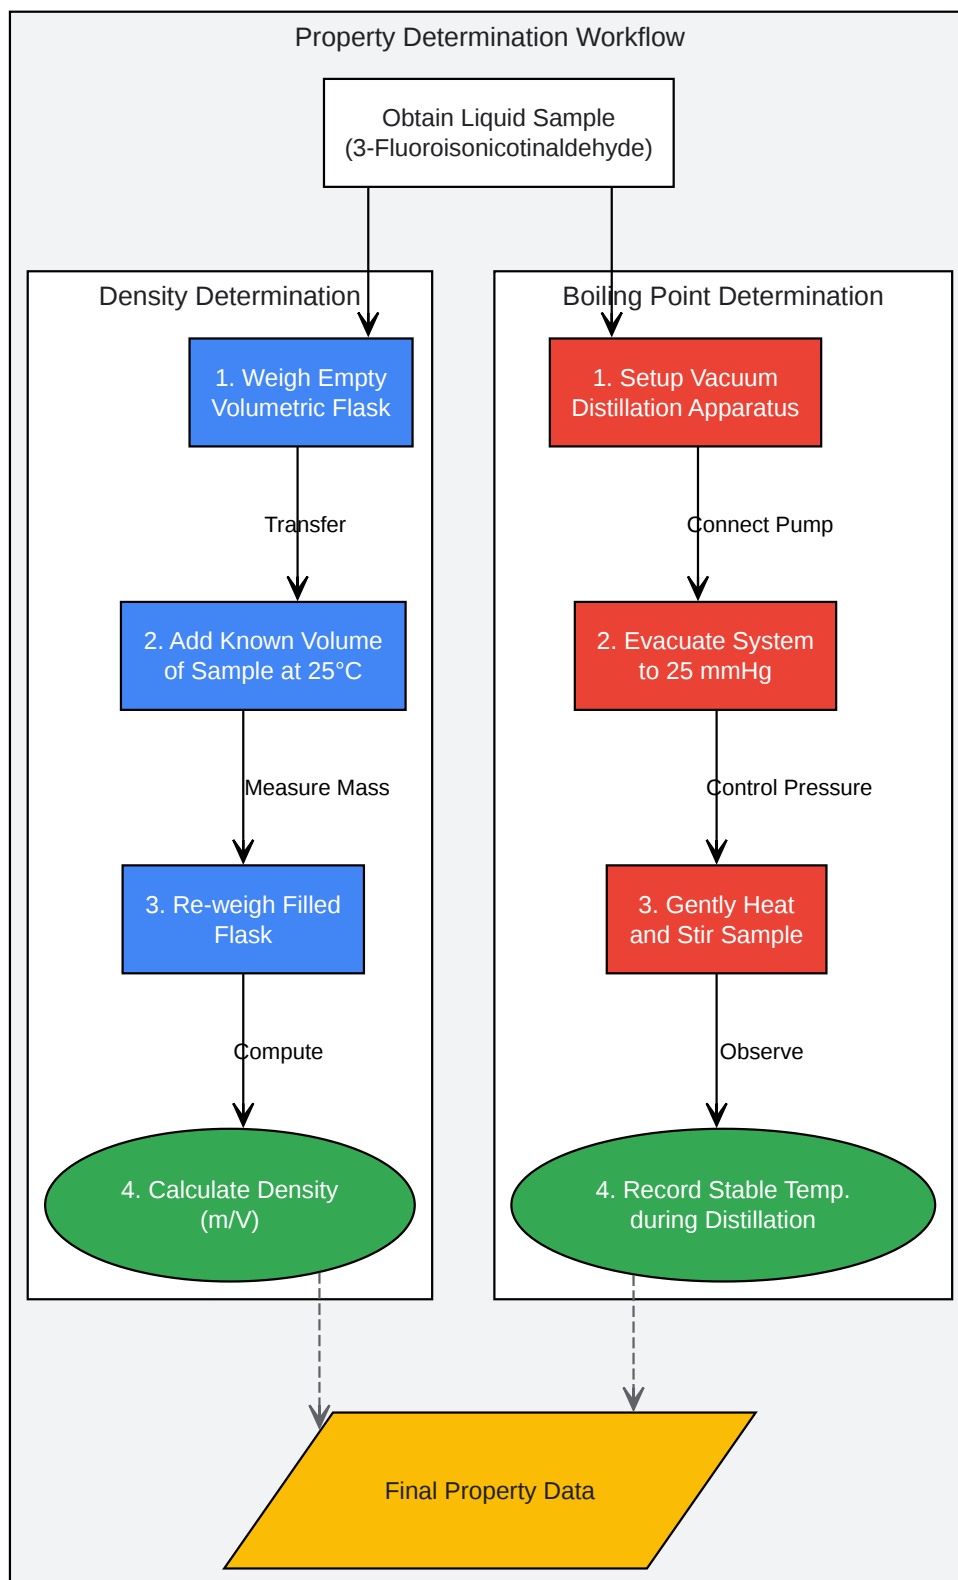 Property Determination Workflow
Obtain Liquid Sample
(3-Fluoroisonicotinaldehyde)
Density Determination
1. Weigh Empty
Volumetric Flask
Transfer
2. Add Known Volume
of Sample at 25°C
Measure Mass
3. Re-weigh Filled
Flask
Compute
4. Calculate Density
(m/V)
Boiling Point Determination
1. Setup Vacuum
Distillation Apparatus
Connect Pump
2. Evacuate System
to 25 mmHg
Control Pressure
3. Gently Heat
and Stir Sample
Observe
4. Record Stable Temp.
during Distillation
Final Property Data